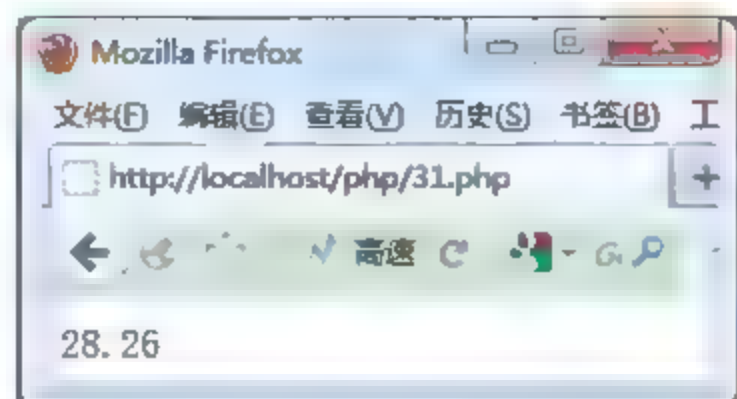 Mozilla Firefox
文件(F) 编辑(E) 查看(V) 历史(S) 书签(B) 工
http://localhost/php/31.php +
高速
28.26